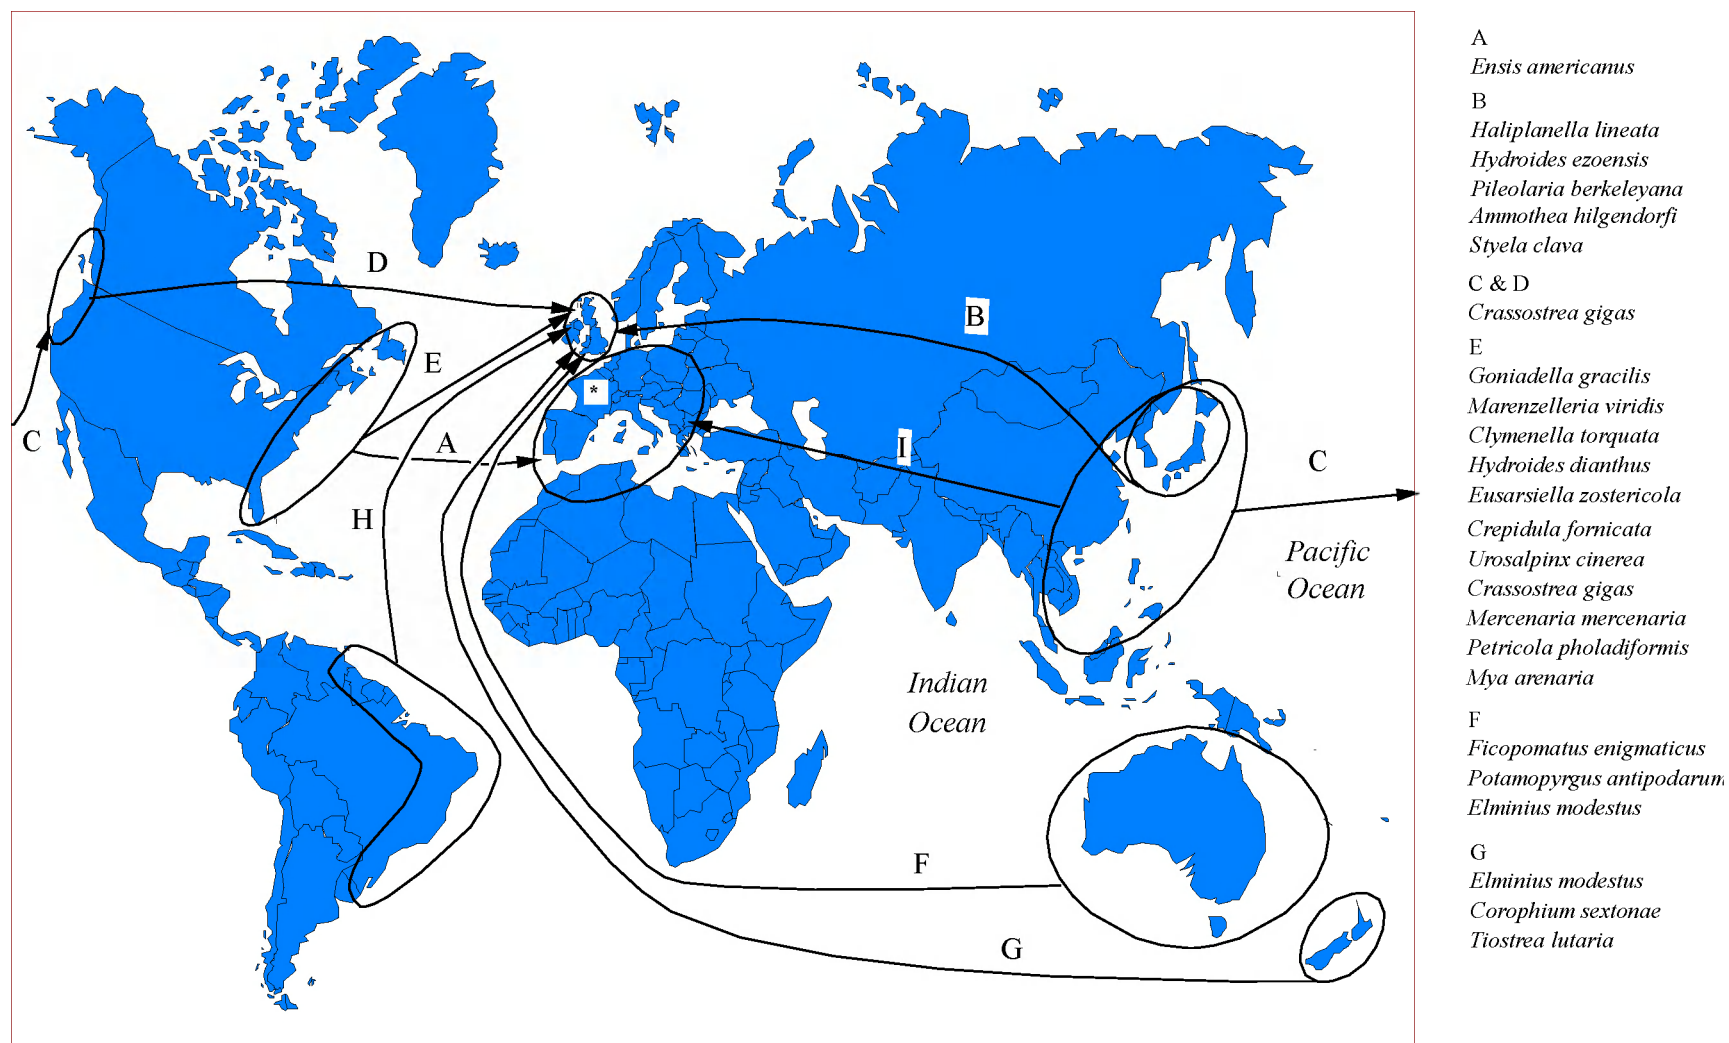 D
E
C
A
H
*
B
I
C
Pacific
Ocean
Indian
Ocean
F
G
A
Ensis americanus
B
Haliplanella lineata
Hydroides ezoensis
Pileolaria berkeleyana
Ammothea hilgendorfi
Styela clava
C & D
Crassostrea gigas
E
Goniadella gracilis
Marenzelleria viridis
Clymenella torquata
Hydroides dianthus
Eusarsiella zostericola
Crepidula fornicata
Urosalpinx cinerea
Crassostrea gigas
Mercenaria mercenaria
Petricola pholadiformis
Mya arenaria
F
Ficopomatus enigmaticus
Potamopyrgus antipodarum
Elminius modestus
G
Elminius modestus
Corophium sextonae
Tiostrea lutaria